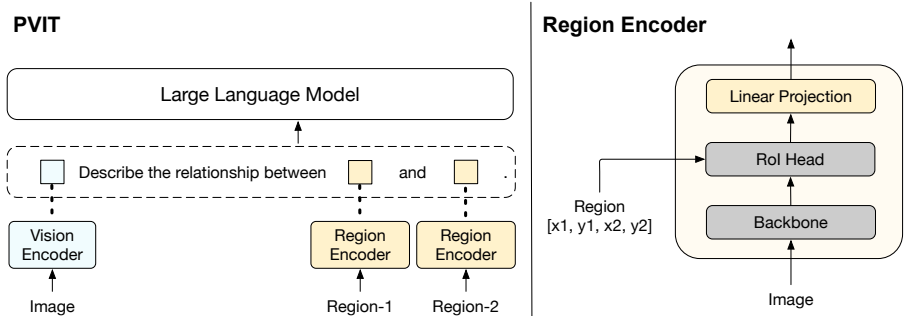 PVIT
Large Language Model
Describe the relationship between and .
Vision
Encoder
Region
Encoder
Region
Encoder
Image
Region-1
Region-2
Region Encoder
Linear Projection
RoI Head
Region
[x1, y1, x2, y2]
Backbone
Image